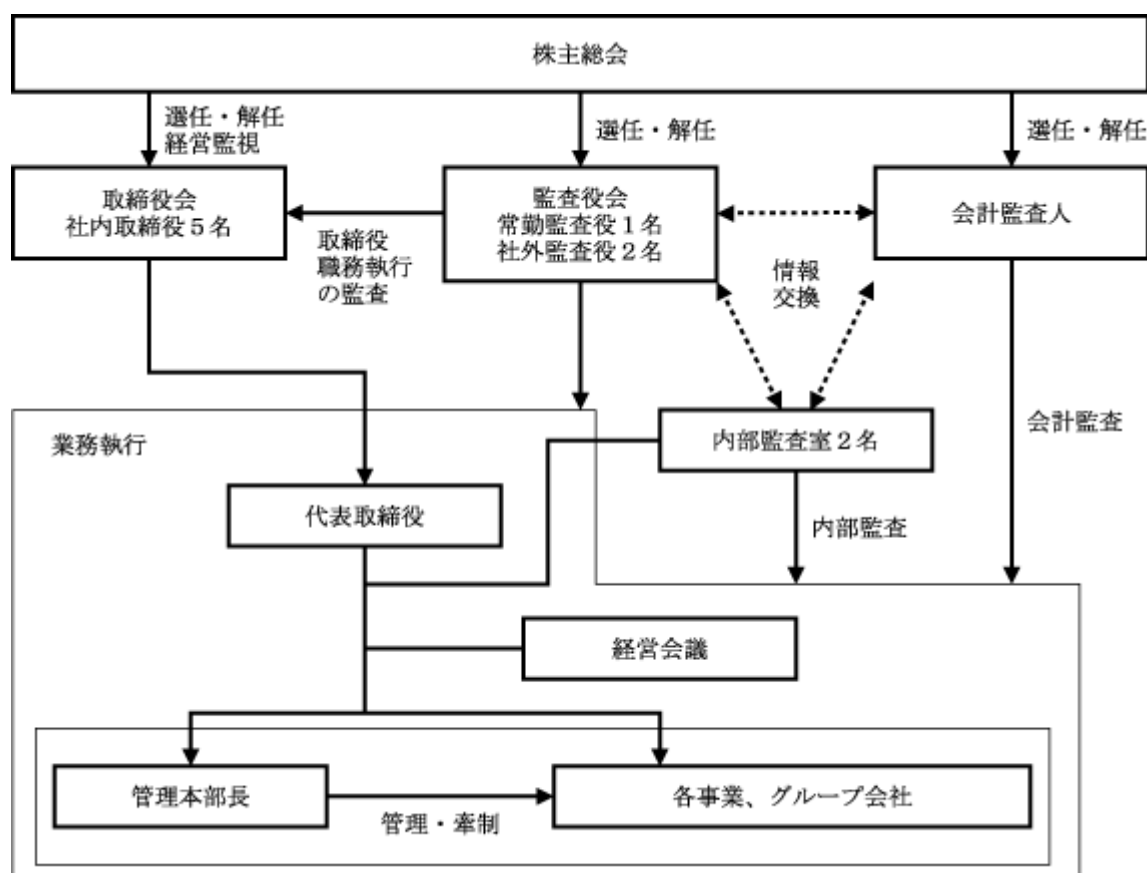 株主総会
選任・解任
経営監視
選任・解任
選任・解任
取締役会
社内取締役5名
監査役会
常勤監査役1名
社外監査役2名
会計監査人
取締役
職務執行
の監査
情報
交換
業務執行
内部監査室2名
会計監査
代表取締役
内部監査
経営会議
管理本部長
各事業、グループ会社
管理・牽制